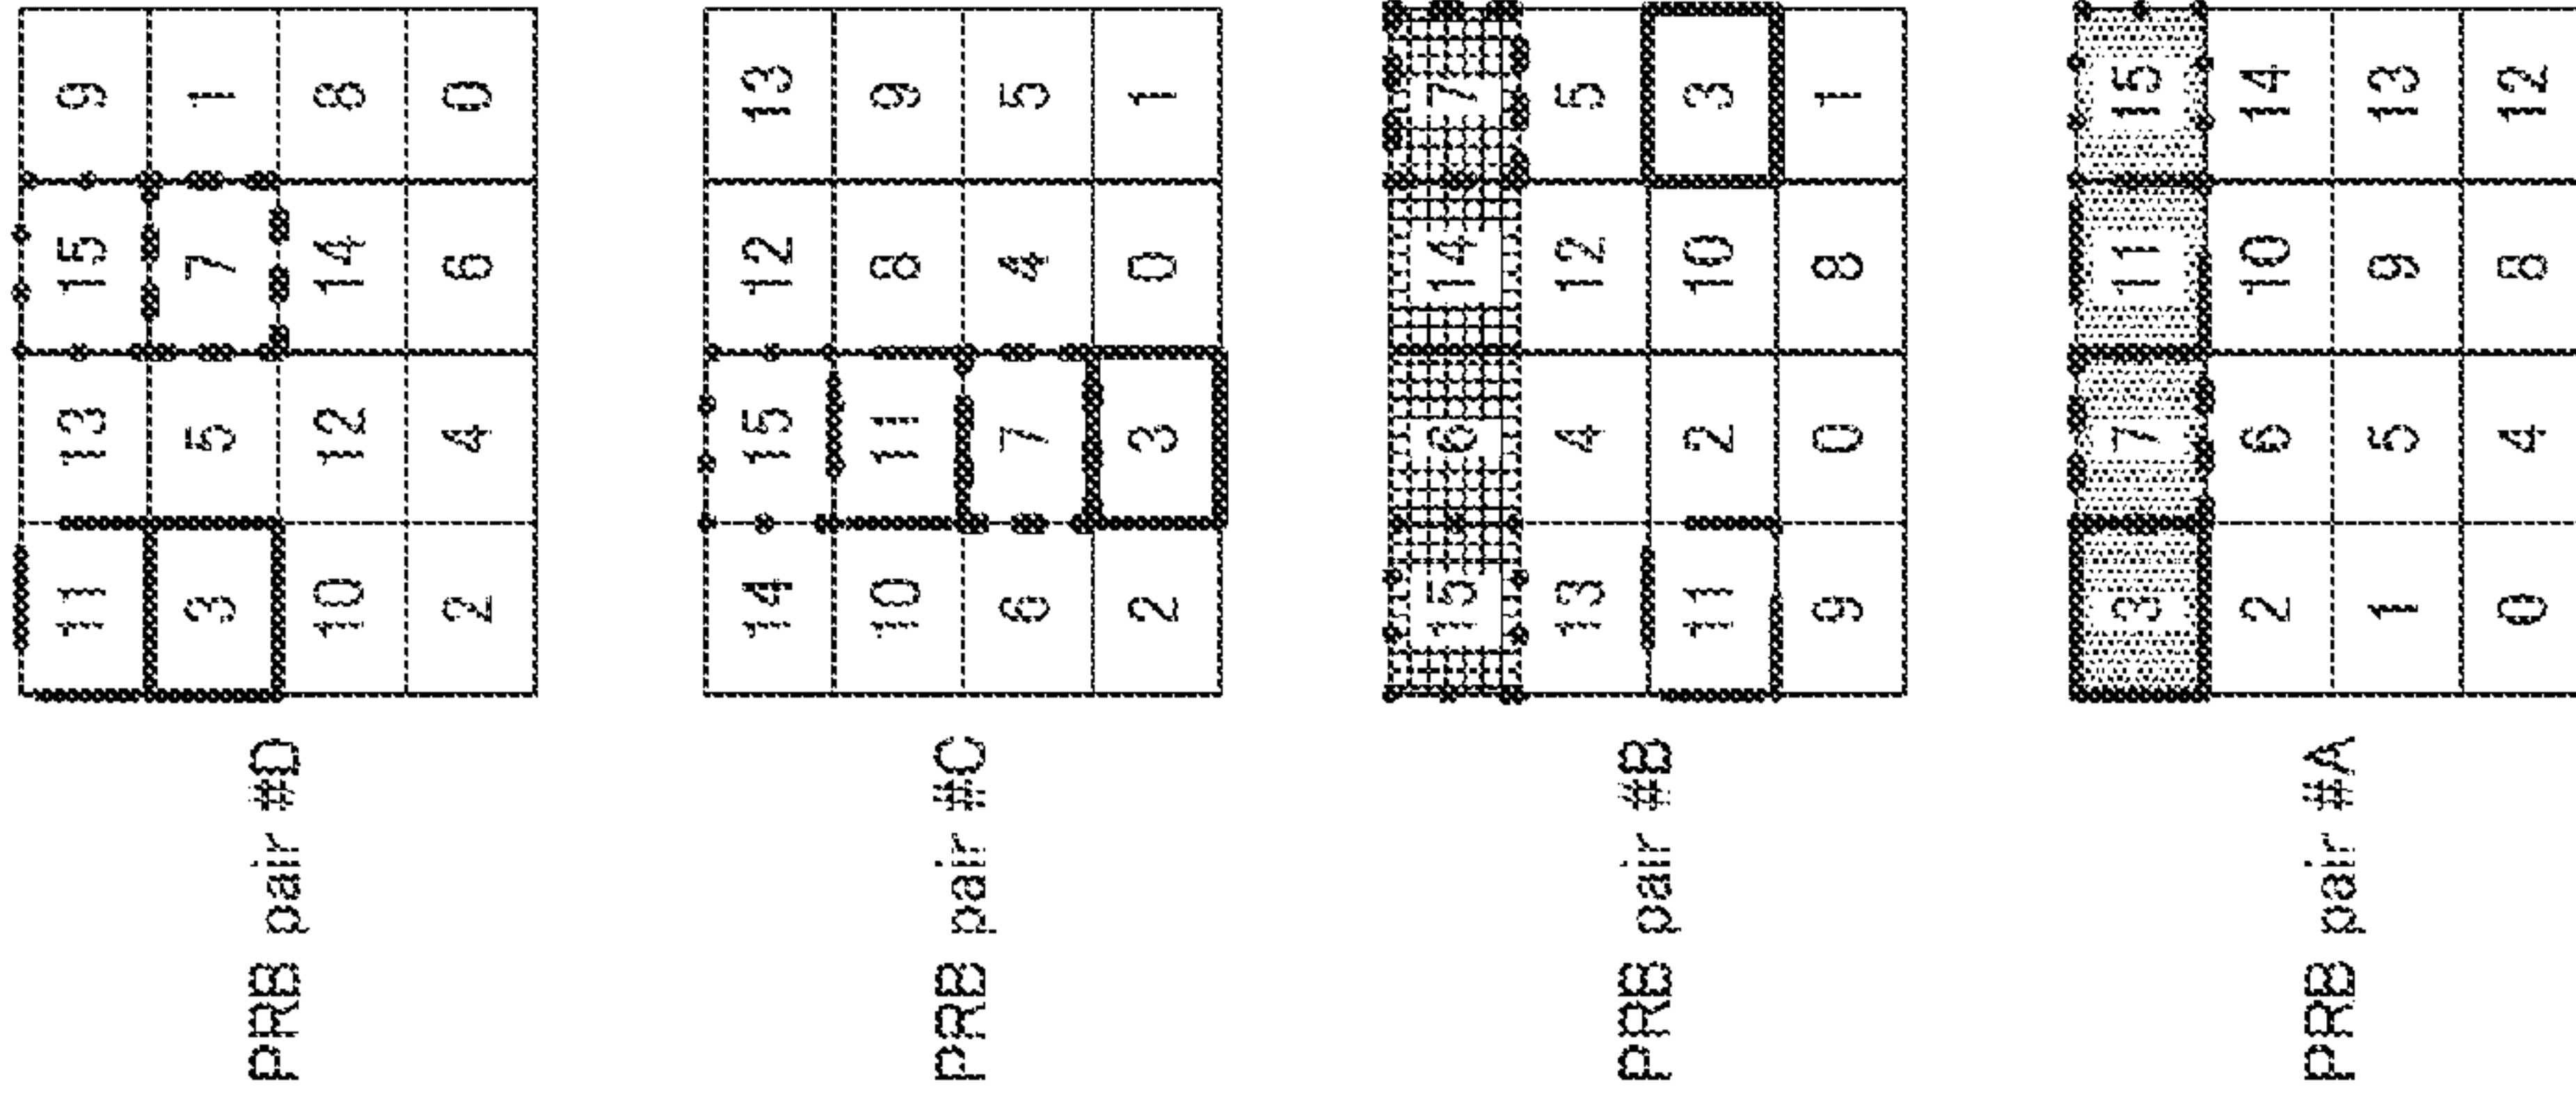 PRB pair #D
11 13 15 9
3 5 7 1
10 12 14 8
2 4 6 0
PRB pair #C
14 15 12 13
10 11 8 9
6 7 4 5
2 3 0 1
PRB pair #B
15 6 14 7
13 4 12 5
11 2 10 3
9 0 8 1
PRB pair #A
3 7 11 15
2 6 10 14
1 5 9 13
0 4 8 12